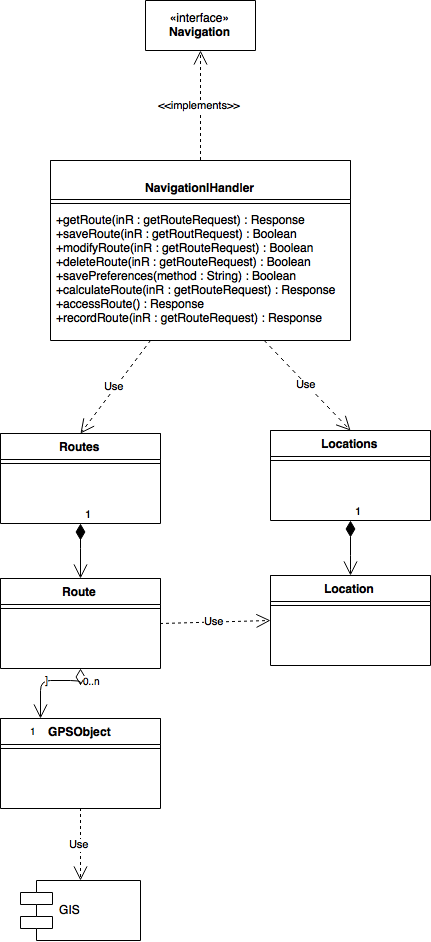 «interface»
Navigation
<<implements>>
NavigationIHandler
+getRoute(inR : getRouteRequest) : Response
+saveRoute(inR : getRoutRequest) : Boolean
+modifyRoute(inR : getRouteRequest) : Boolean
+deleteRoute(inR : getRouteRequest) : Boolean
+savePreferences(method : String) : Boolean
+calculateRoute(inR : getRouteRequest) : Response
+accessRoute() : Response
+recordRoute(inR : getRouteRequest) : Response
Use
Use
Routes
Locations
1
1
Route
Location
Use
0..n
1
GPSObject
Use
GIS